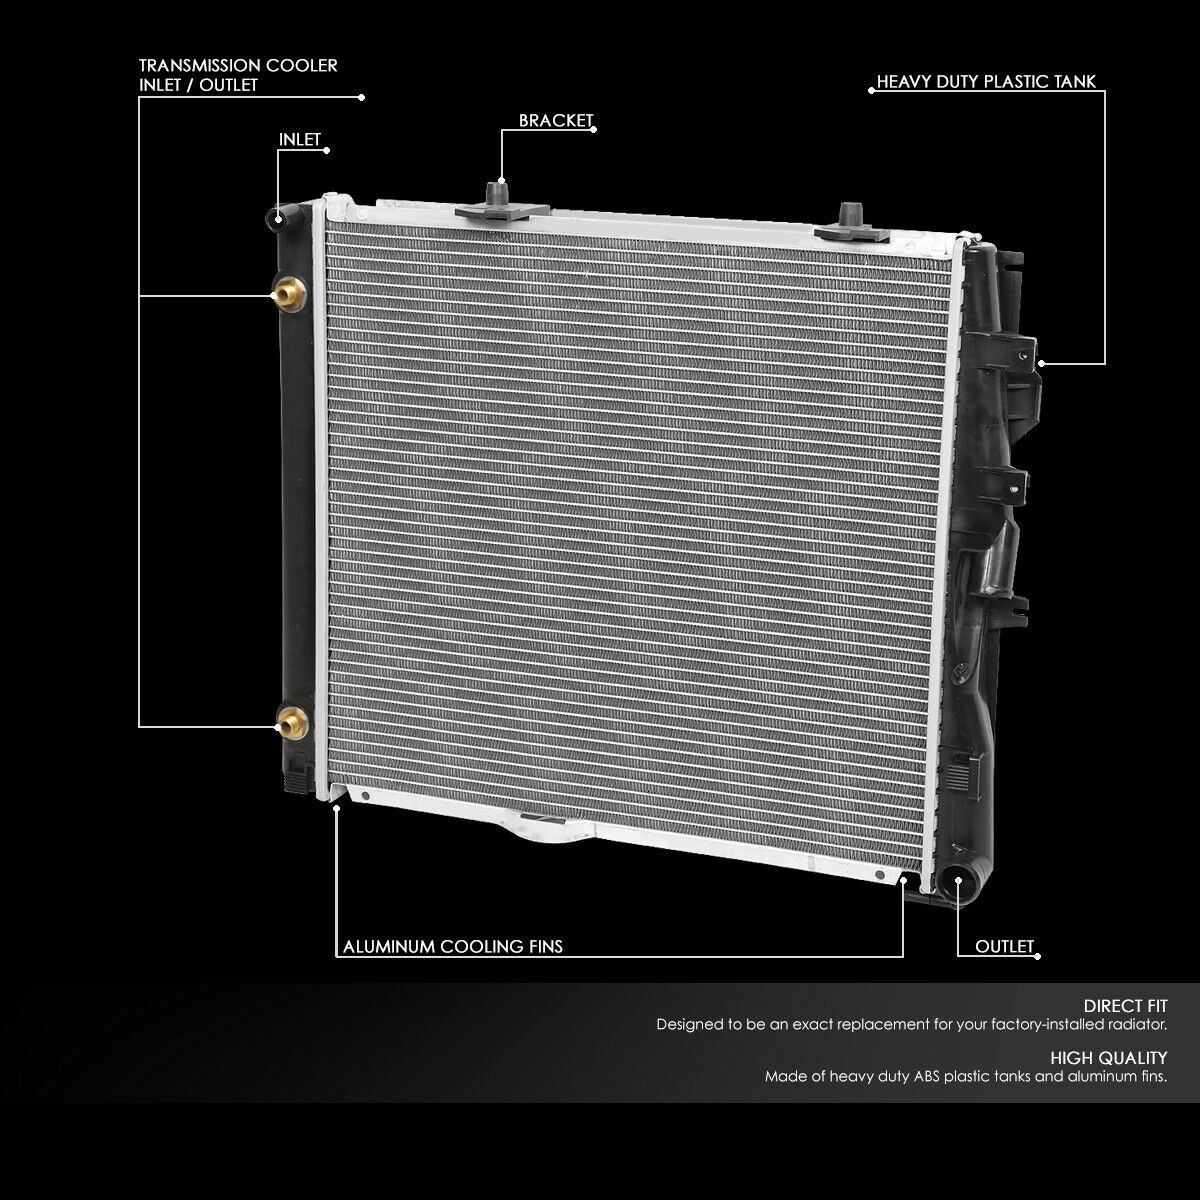 TRANSMISSION COOLER
INLET / OUTLET
HEAVY DUTY PLASTIC TANK
BRACKET
INLET
ALUMINUM COOLING FINS
OUTLET
DIRECT FIT
Designed to be an exact replacement for your factory-installed radiator.
HIGH QUALITY
Made of heavy duty ABS plastic tanks and aluminum fins.